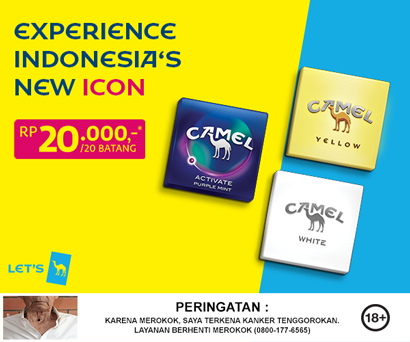 EXPERIENCE
INDONESIA'S
NEW ICON
RP 20.000,-*
/20 BATANG
CAMEL
ACTIVATE
PURPLE MINT
CAMEL
YELLOW
CAMEL
WHITE
LET'S
PERINGATAN :
KARENA MEROKOK, SAYA TERKENA KANKER TENGGOROKAN.
LAYANAN BERHENTI MEROKOK (0800-177-6565)
18+